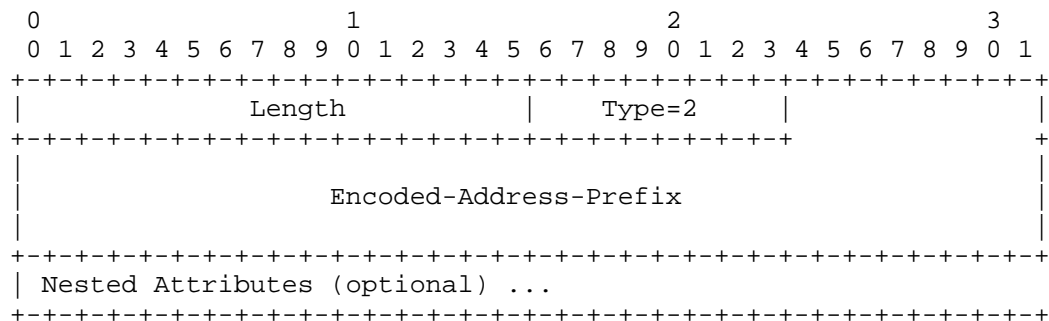 0                   1                   2                   3
 0 1 2 3 4 5 6 7 8 9 0 1 2 3 4 5 6 7 8 9 0 1 2 3 4 5 6 7 8 9 0 1
+-+-+-+-+-+-+-+-+-+-+-+-+-+-+-+-+-+-+-+-+-+-+-+-+-+-+-+-+-+-+-+-+
|              Length           |    Type=2     |               |
+-+-+-+-+-+-+-+-+-+-+-+-+-+-+-+-+-+-+-+-+-+-+-+-+               +
|                                                               |
|                   Encoded-Address-Prefix                      |
|                                                               |
+-+-+-+-+-+-+-+-+-+-+-+-+-+-+-+-+-+-+-+-+-+-+-+-+-+-+-+-+-+-+-+-+
| Nested Attributes (optional) ...
+-+-+-+-+-+-+-+-+-+-+-+-+-+-+-+-+-+-+-+-+-+-+-+-+-+-+-+-+-+-+-+-+